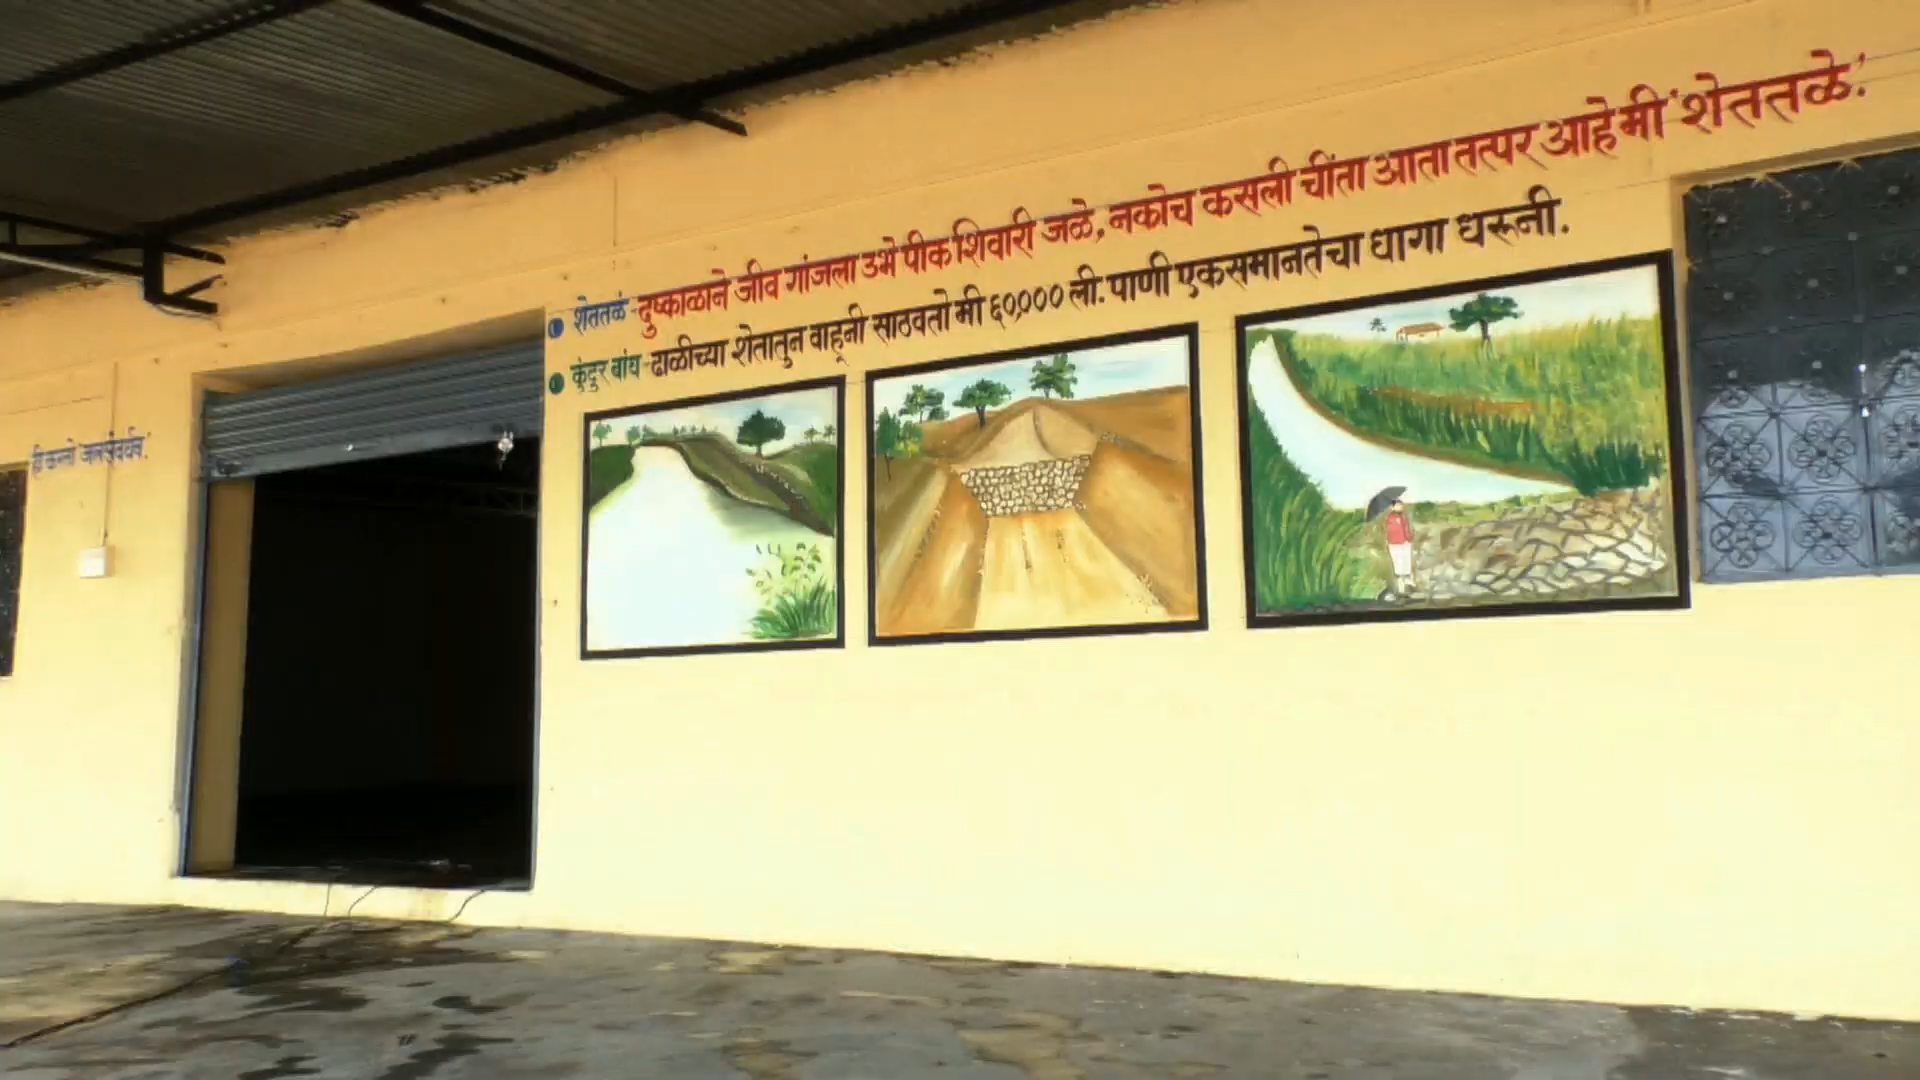 शेततळं - दुष्काळाने जीव गांजला उभे पीक शिवारी जळे, नकोच कसली चींता आता तत्पर आहे मी 'शेततळे'.
कुंटुर बांध - ढाळीच्या शेतातुन वाहूनी साठवतो मी ६०,००० ली. पाणी एकसमानतेचा धागा धरूनी.